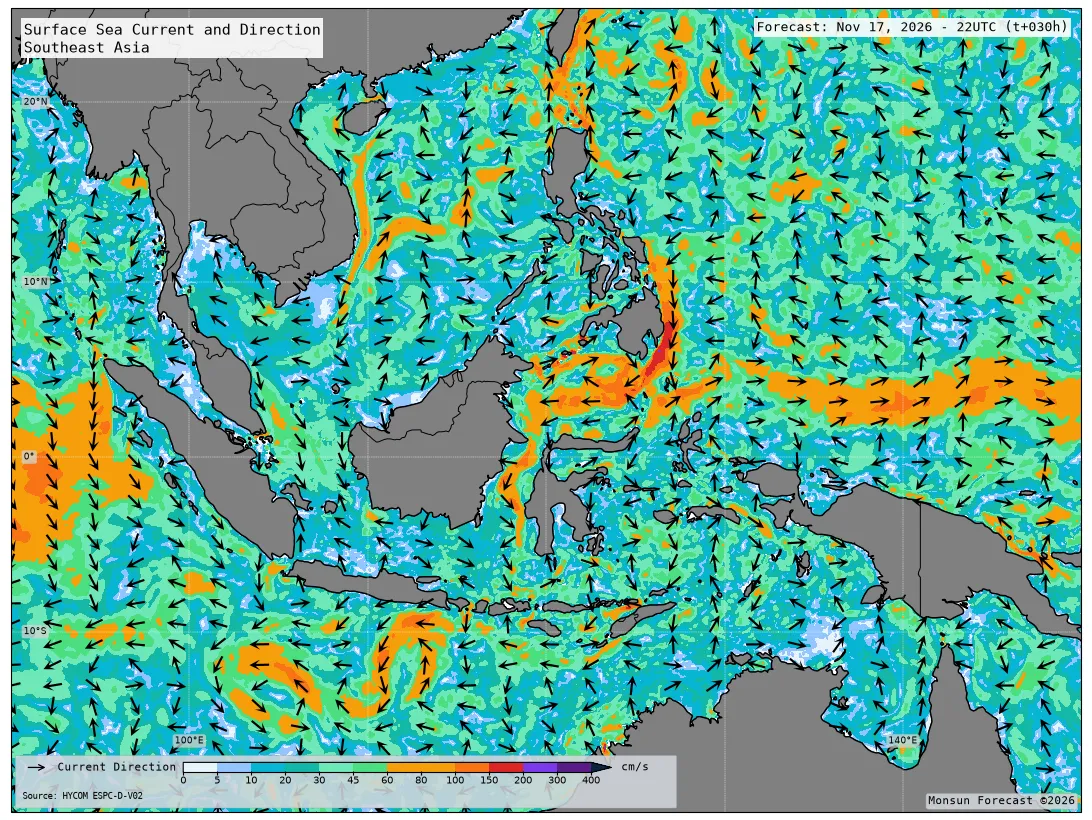 Surface Sea Current and Direction
Southeast Asia
Forecast: Nov 17, 2026 - 22UTC (t+030h)
20°N
10°N
0°
10°S
100°E
140°E
Current Direction
0 5 10 20 30 45 60 80 100 150 200 300 400
cm/s
Source: HYCOM ESPC-D-V02
Monsun Forecast ©2026